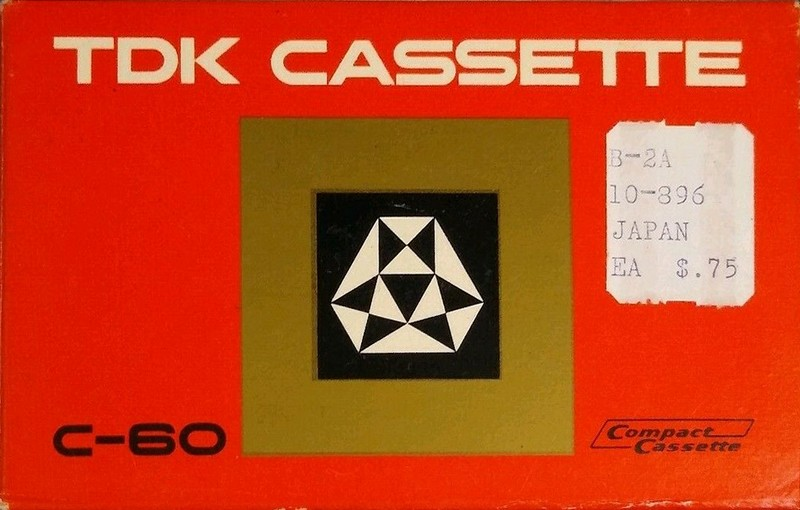 TDK CASSETTE
B-2A
10-896
JAPAN
EA $.75
C-60
Compact
Cassette